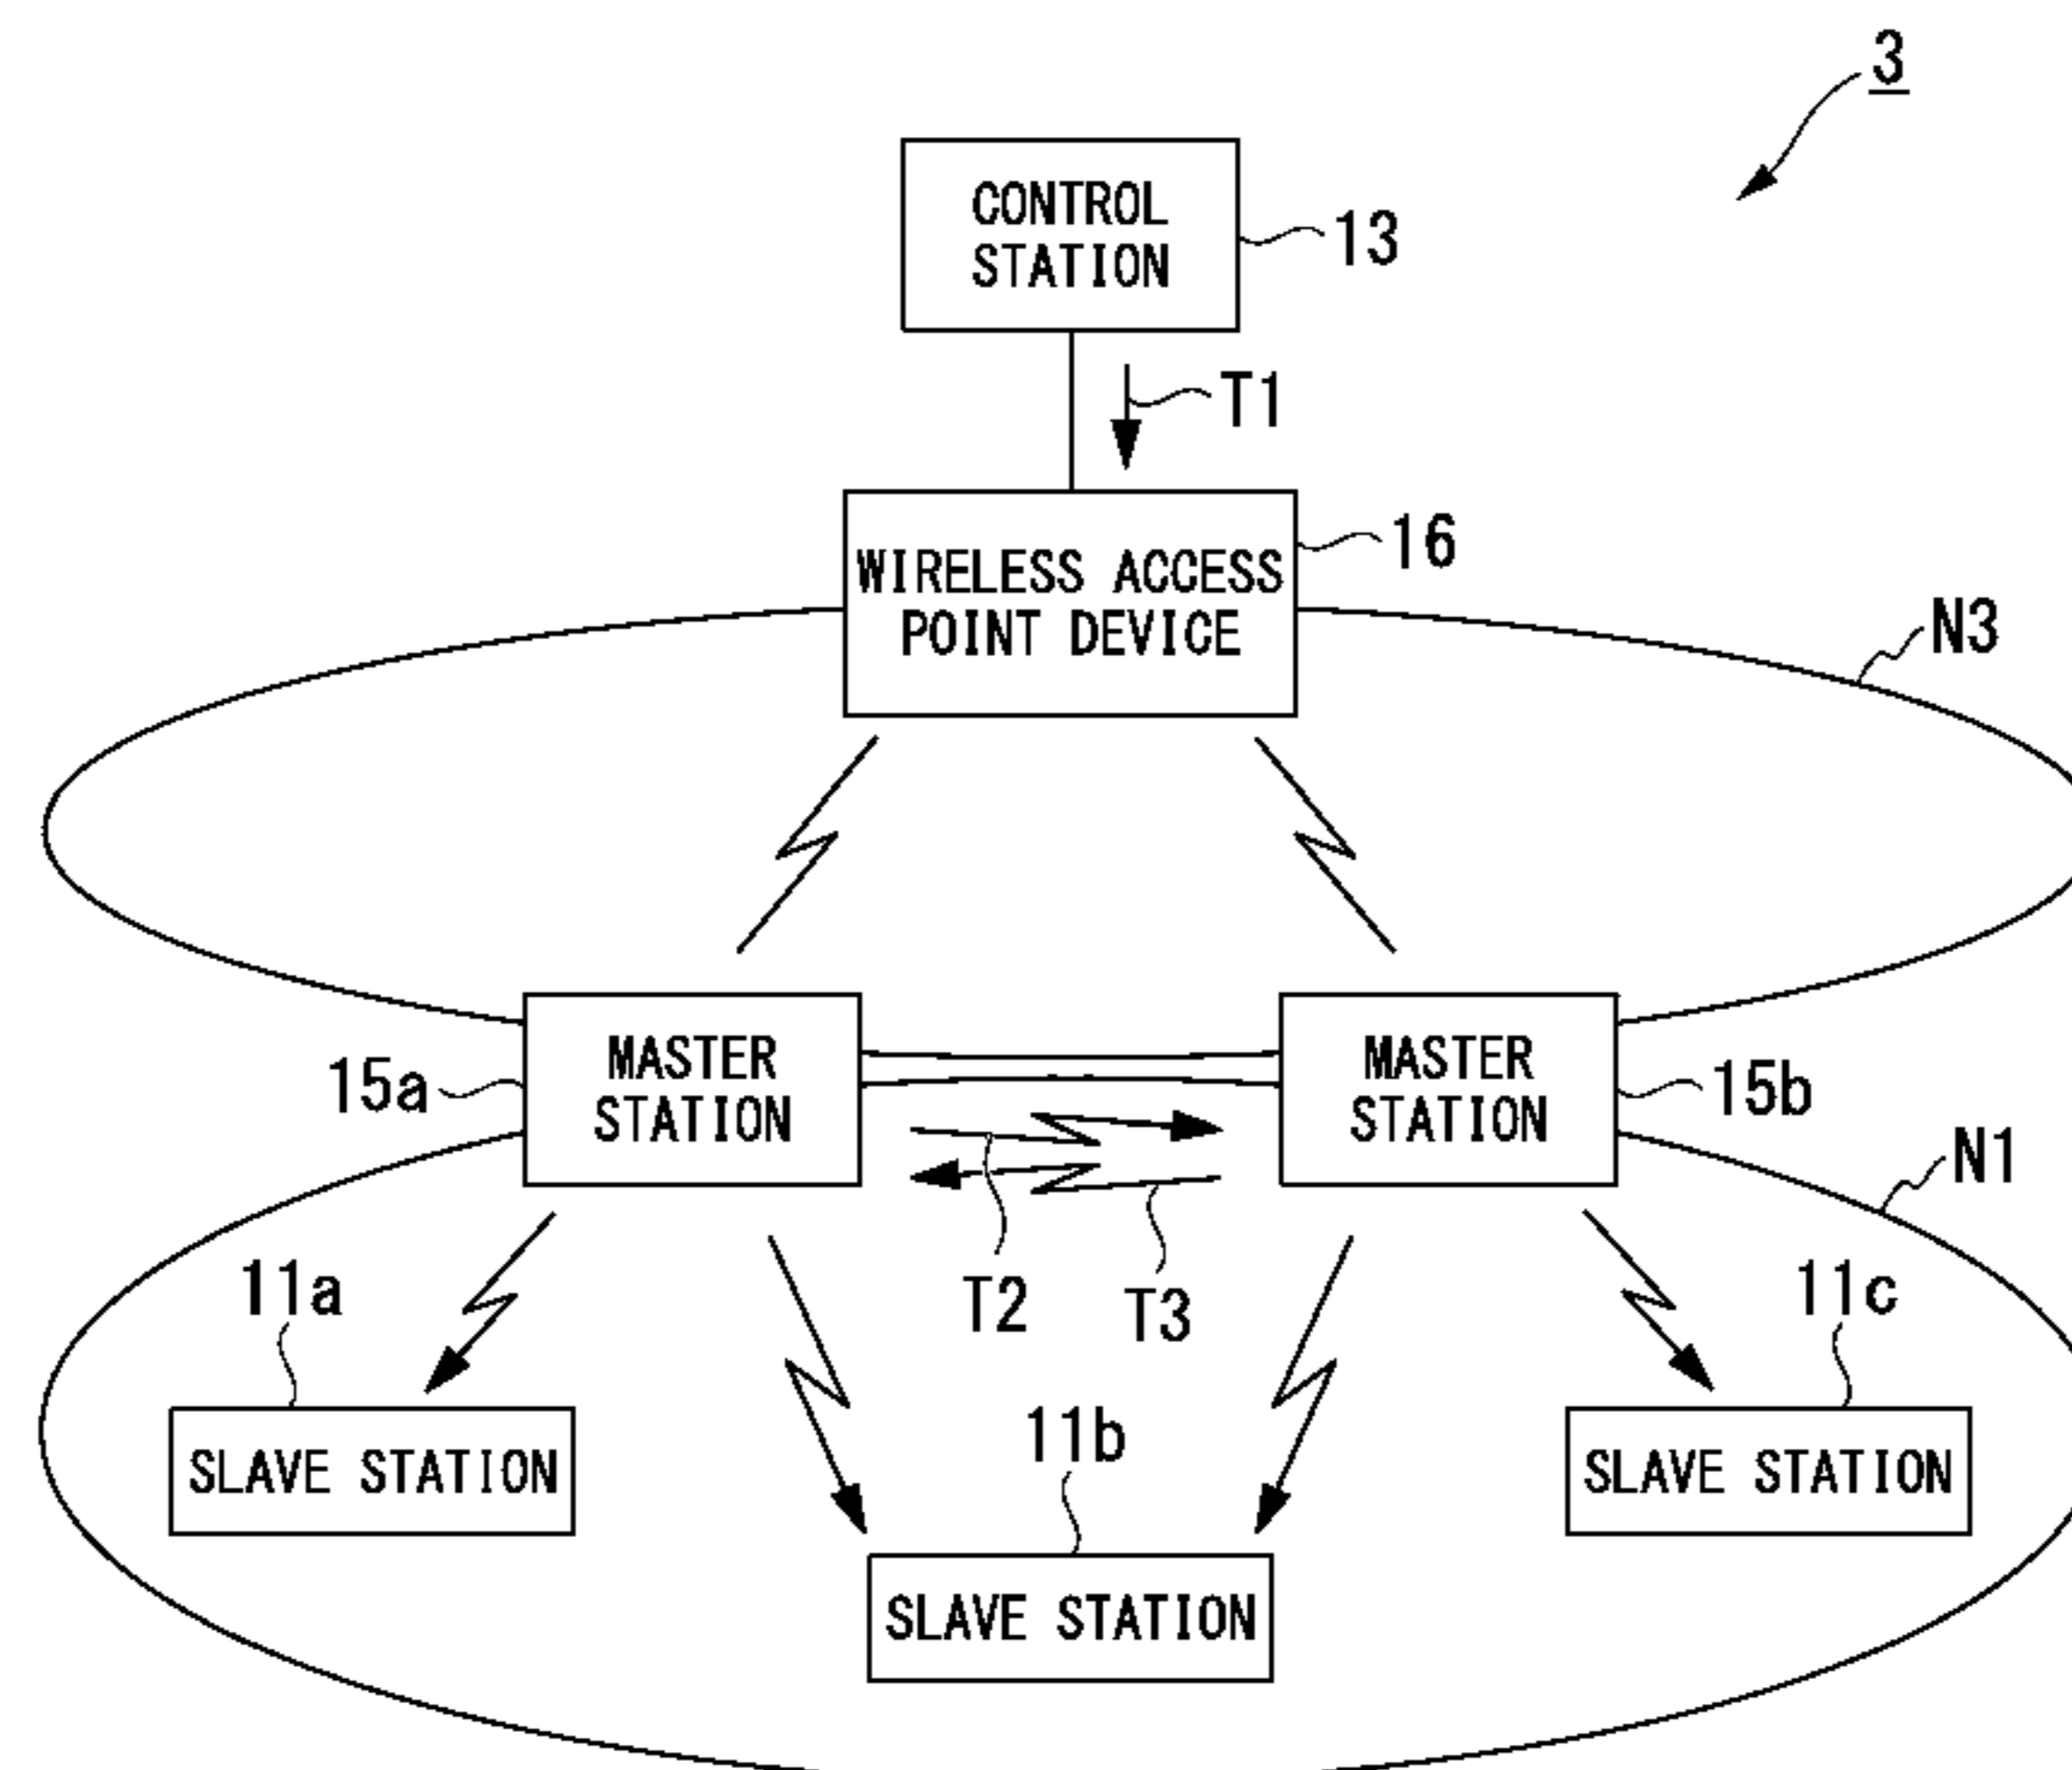 3
CONTROL
STATION
13
T1
WIRELESS ACCESS
POINT DEVICE
16
N3
MASTER
STATION
15a
MASTER
STATION
15b
N1
T2
T3
11a
11c
SLAVE STATION
11b
SLAVE STATION
SLAVE STATION